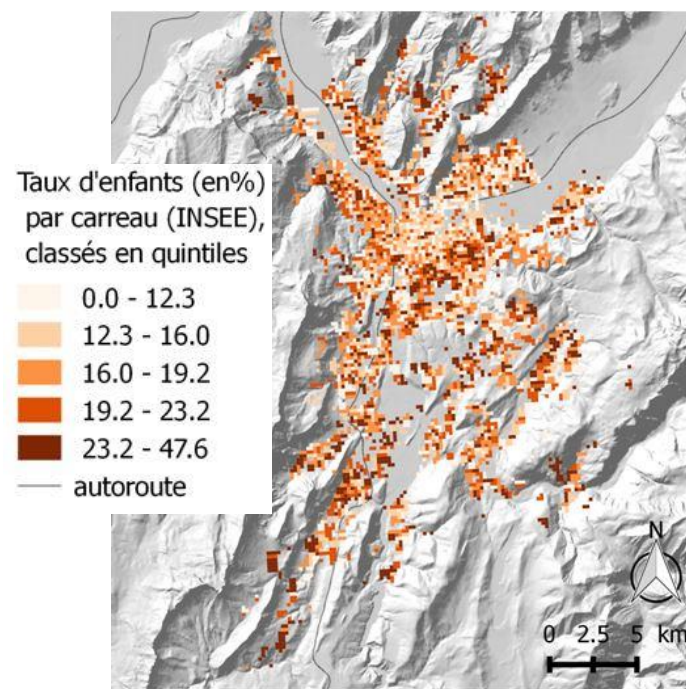 Taux d'enfants (en%)
par carreau (INSEE),
classés en quintiles
0.0 - 12.3
12.3 - 16.0
16.0 - 19.2
19.2 - 23.2
23.2 - 47.6
autoroute
N
0 2.5 5 km